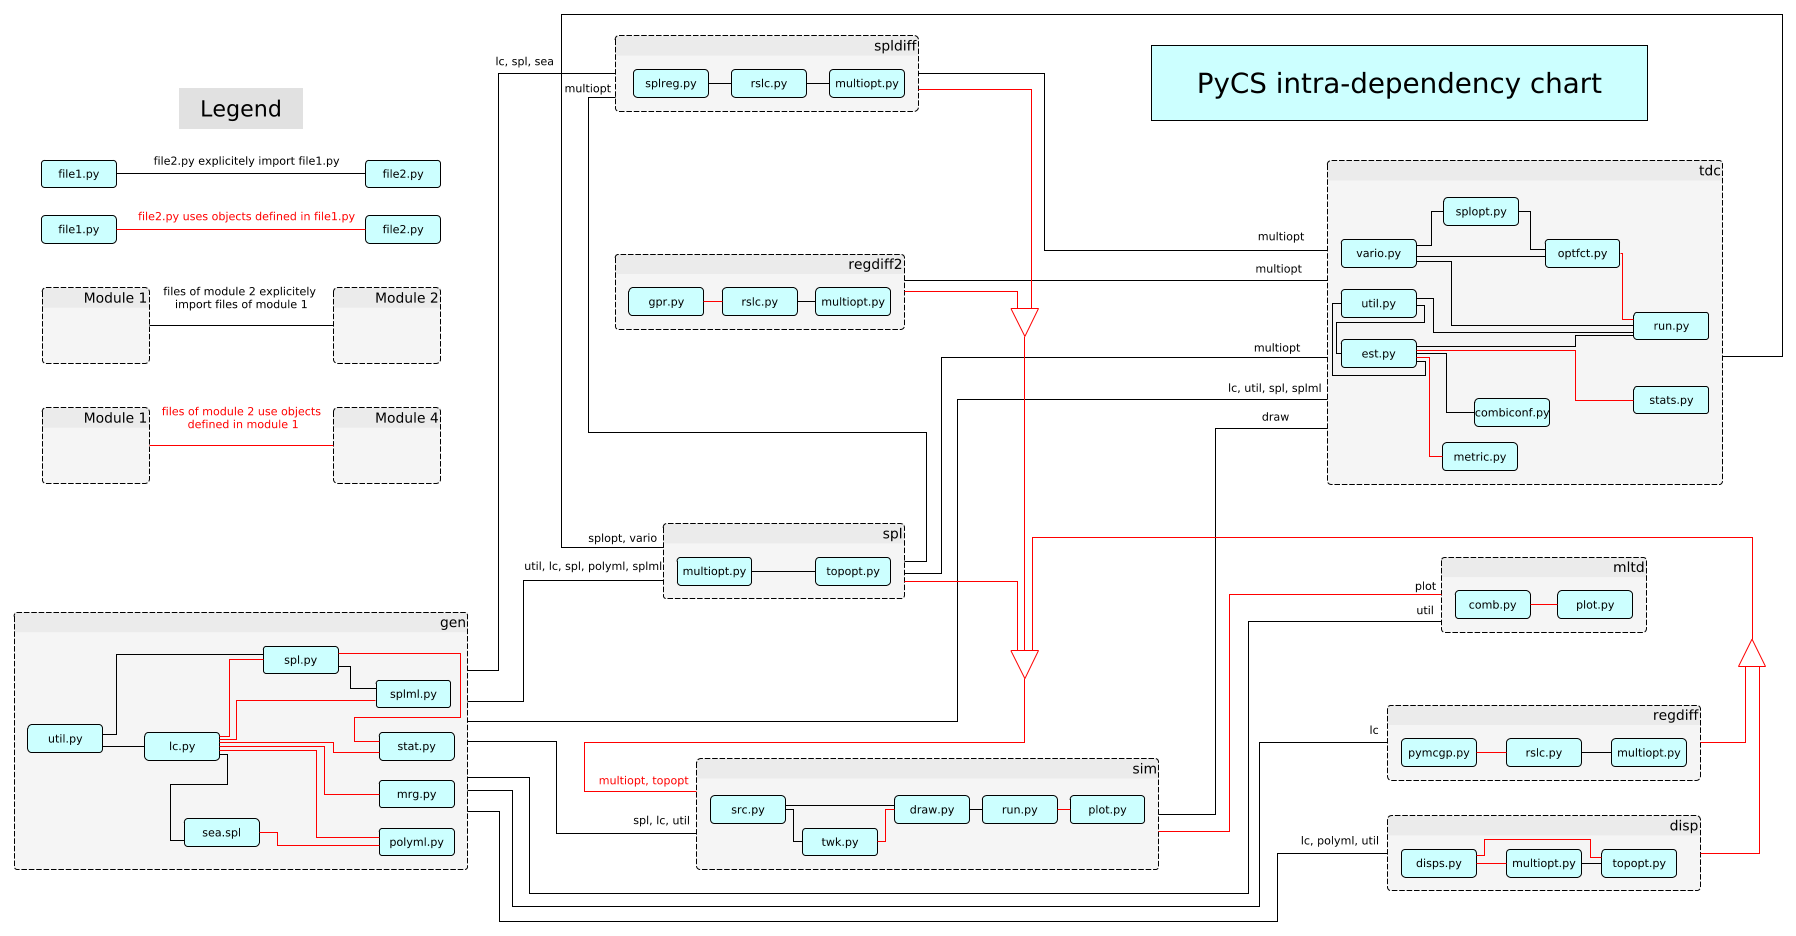 PyCS intra-dependency chart
Legend
file1.py
file2.py explicitely import file1.py
file2.py
file1.py
file2.py uses objects defined in file1.py
file2.py
Module 1
files of module 2 explicitely
import files of module 1
Module 2
Module 1
files of module 2 use objects
defined in module 1
Module 4
lc, spl, sea
multiopt
spldiff
splreg.py
rslc.py
multiopt.py
regdiff2
gpr.py
rslc.py
multiopt.py
multiopt
multiopt
multiopt
lc, util, spl, splml
draw
tdc
splopt.py
vario.py
optfct.py
util.py
run.py
est.py
stats.py
combiconf.py
metric.py
splopt, vario
util, lc, spl, polyml, splml
spl
multiopt.py
topopt.py
gen
spl.py
splml.py
util.py
lc.py
stat.py
mrg.py
sea.spl
polyml.py
multiopt, topopt
spl, lc, util
sim
src.py
draw.py
run.py
plot.py
twk.py
plot
util
mltd
comb.py
plot.py
lc
regdiff
pymcgp.py
rslc.py
multiopt.py
lc, polyml, util
disp
disps.py
multiopt.py
topopt.py